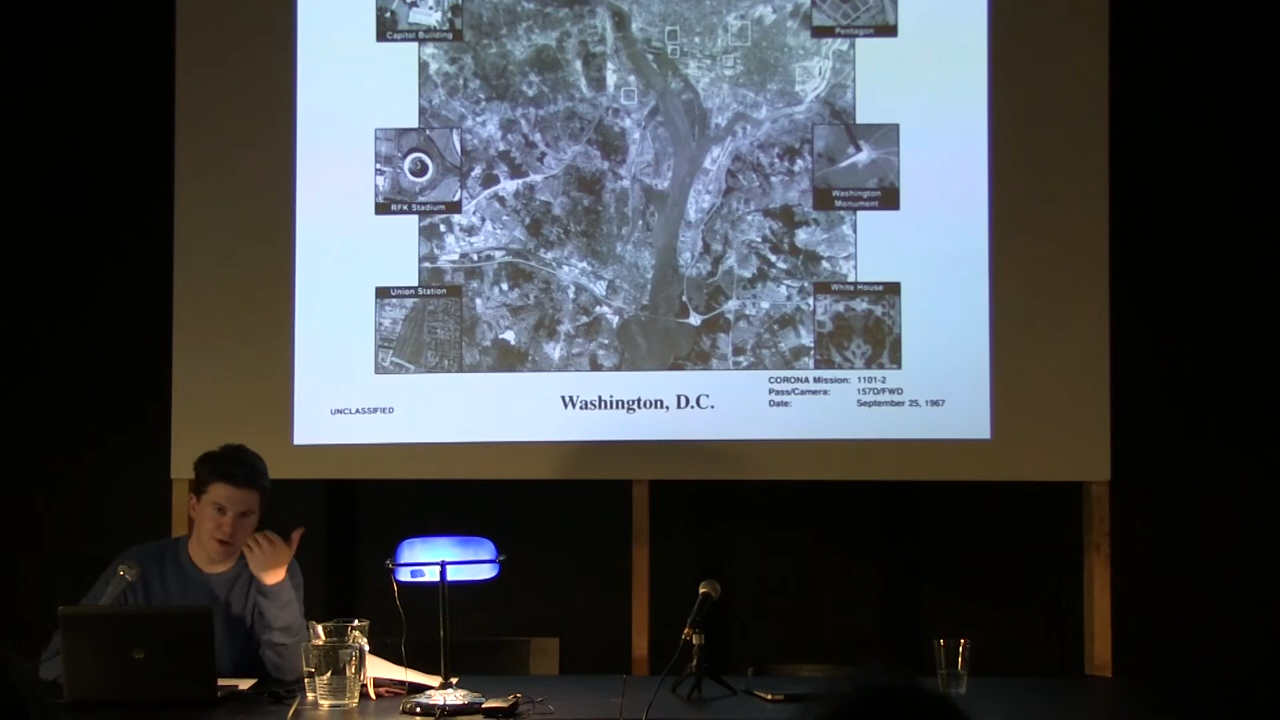 Capitol Building
Pentagon
RFK Stadium
Washington
Monument
Union Station
White House
CORONA Mission: 1101-2
Pass/Camera: 157D/FWD
Date: September 25, 1967
Washington, D.C.
UNCLASSIFIED